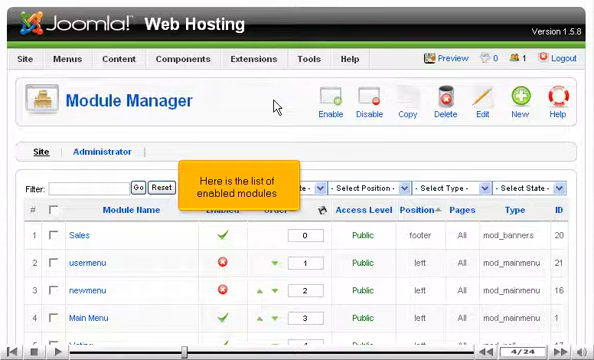 Joomla! Web Hosting
Version 1.5.8
Site Menus Content Components Extensions Tools Help Preview 0 1 Logout
Module Manager
Enable Disable Copy Delete Edit New Help
Site Administrator
Here is the list of
enabled modules
Filter: Go Reset - Select Position - - Select Type - - Select State -
# Module Name Enabled Order Access Level Position Pages Type ID
1 Sales 0 Public footer All mod_banners 20
2 usermenu 1 Public left All mod_mainmenu 21
3 newmenu 2 Public left All mod_mainmenu 16
4 Main Menu 3 Public left All mod_mainmenu 1
4/24